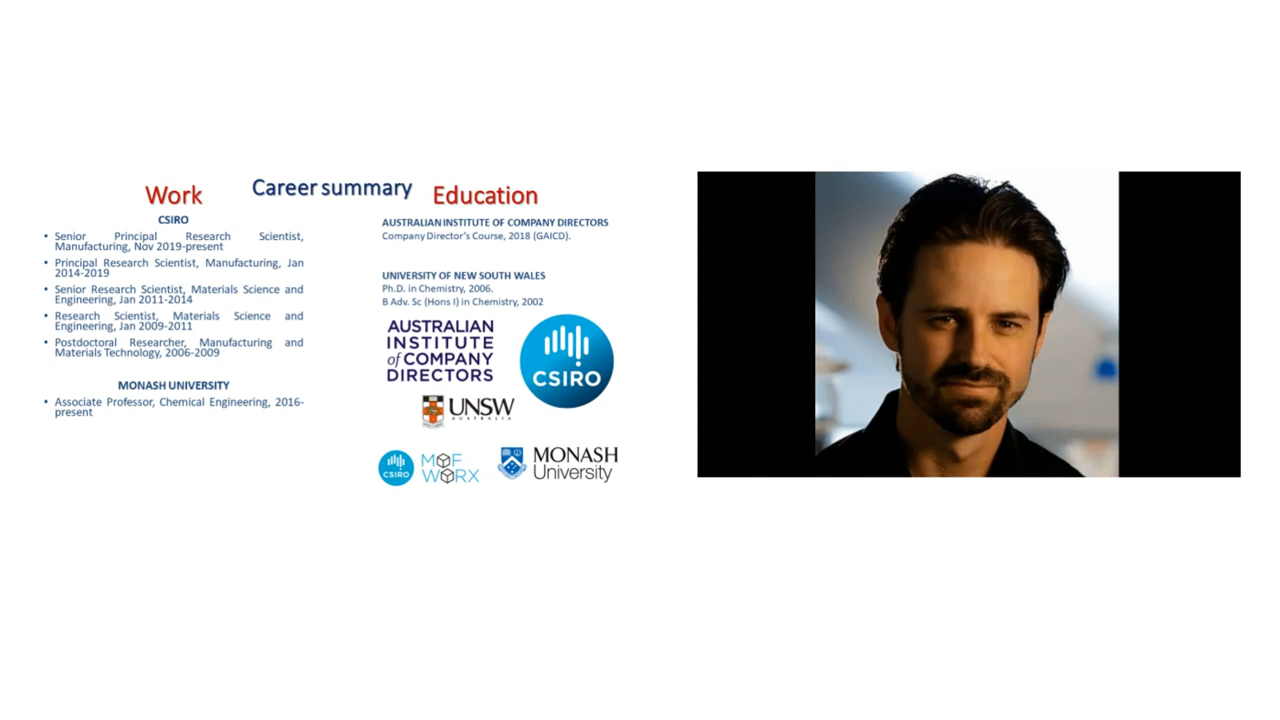 Career summary
Work
CSIRO
• Senior Principal Research Scientist,
Manufacturing, Nov 2019-present
• Principal Research Scientist, Manufacturing, Jan
2014-2019
• Senior Research Scientist, Materials Science and
Engineering, Jan 2011-2014
• Research Scientist, Materials Science and
Engineering, Jan 2009-2011
• Postdoctoral Researcher, Manufacturing and
Materials Technology, 2006-2009
MONASH UNIVERSITY
• Associate Professor, Chemical Engineering, 2016-
present
Education
AUSTRALIAN INSTITUTE OF COMPANY DIRECTORS
Company Director's Course, 2018 (GAICD).
UNIVERSITY OF NEW SOUTH WALES
Ph.D. in Chemistry, 2006.
B Adv. Sc (Hons I) in Chemistry, 2002
AUSTRALIAN
INSTITUTE
of COMPANY
DIRECTORS
CSIRO
UNSW
AUSTRALIA
CSIRO
MOF
WORX
MONASH
University